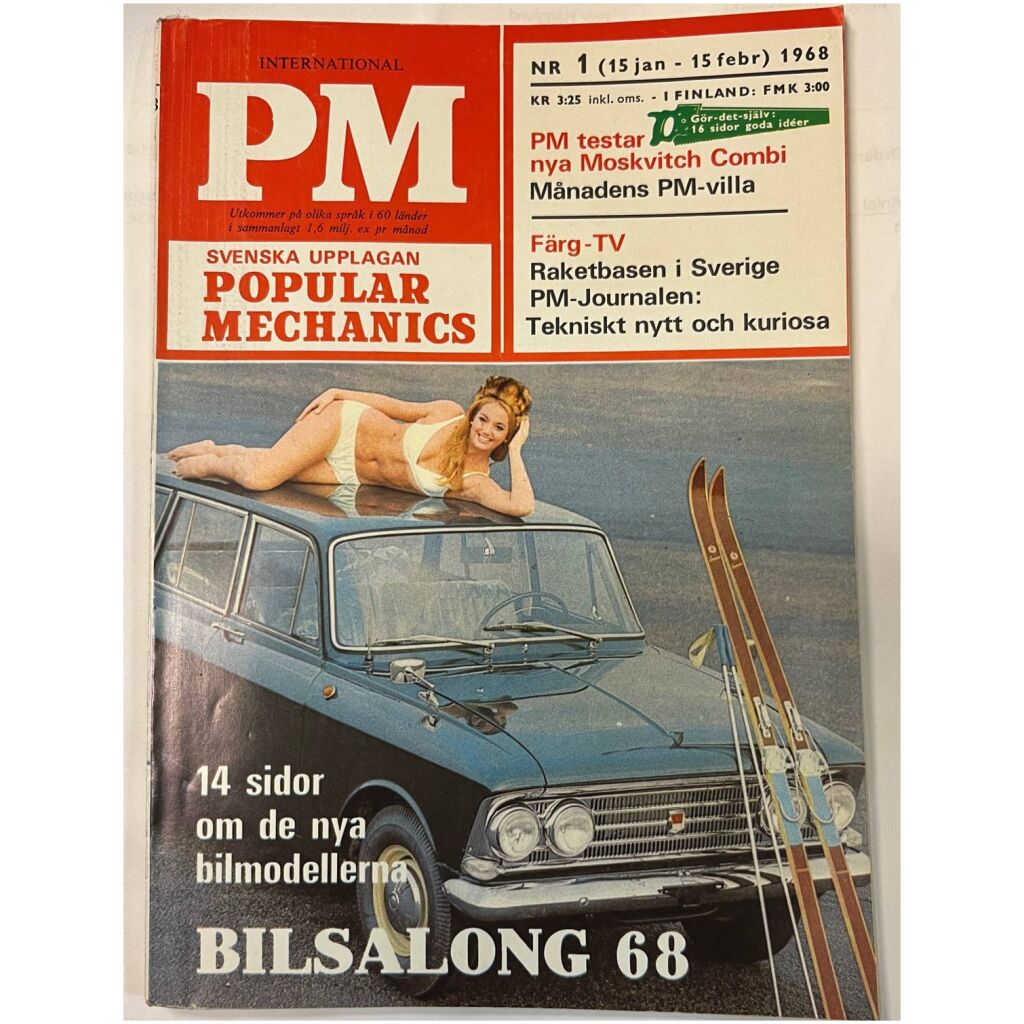 INTERNATIONAL
PM
Utkommer på olika språk i 60 länder
i sammanlagt 1,6 milj. ex pr månad
SVENSKA UPPLAGAN
POPULAR
MECHANICS
NR 1 (15 jan - 15 febr) 1968
KR 3:25 inkl. oms. - I FINLAND: FMK 3:00
Gör-det-själv:
16 sidor goda idéer
PM testar
nya Moskvitch Combi
Månadens PM-villa
Färg-TV
Raketbasen i Sverige
PM-Journalen:
Tekniskt nytt och kuriosa
14 sidor
om de nya
bilmodellerna
BILSALONG 68